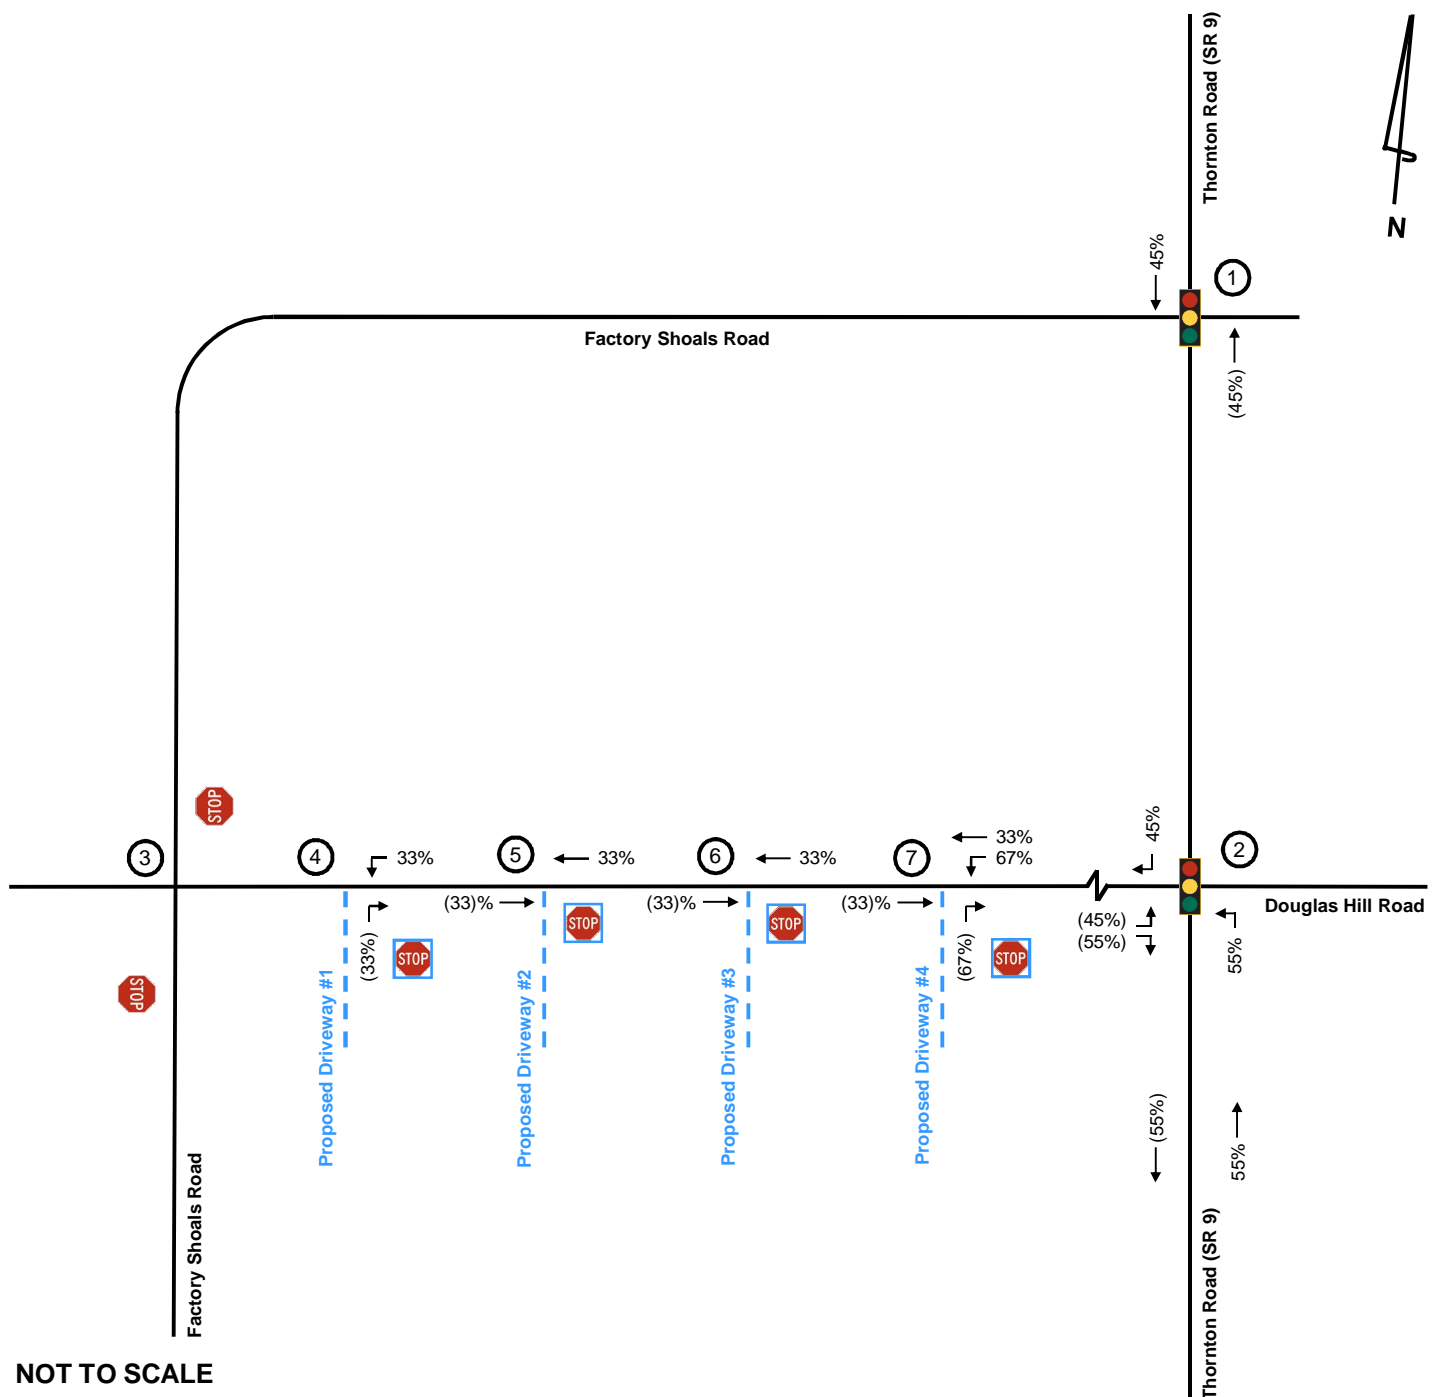 Thornton Road (SR 9)
N
45%
1
Factory Shoals Road
(45%)
STOP
3
4
33%
5
33%
6
33%
7
33%
67%
45%
2
(33%)
STOP
(33)%
STOP
(33)%
STOP
(33)%
(67%)
STOP
(45%)
(55%)
55%
Douglas Hill Road
STOP
Proposed Driveway #1
Proposed Driveway #2
Proposed Driveway #3
Proposed Driveway #4
(55%)
55%
Factory Shoals Road
Thornton Road (SR 9)
NOT TO SCALE